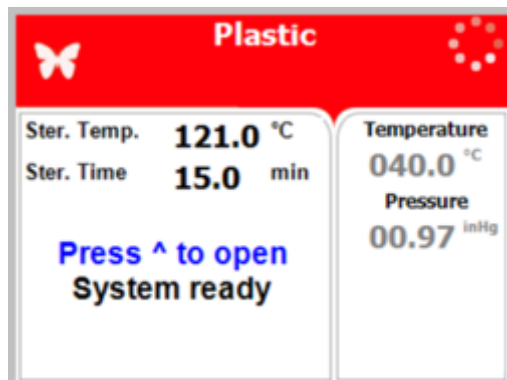 Plastic
Ster. Temp. 121.0 °C
Ster. Time 15.0 min
Press ^ to open
System ready
Temperature
040.0 °C
Pressure
00.97 inHg